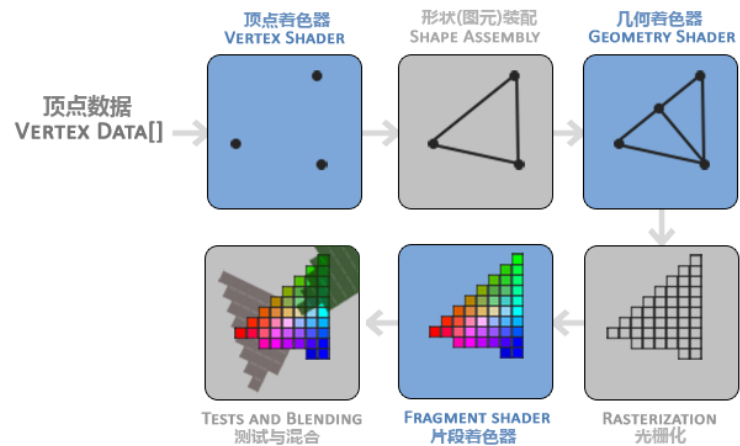 顶点着色器
VERTEX SHADER
形状(图元)装配
SHAPE ASSEMBLY
几何着色器
GEOMETRY SHADER
顶点数据
VERTEX DATA[]
TESTS AND BLENDING
测试与混合
FRAGMENT SHADER
片段着色器
RASTERIZATION
光栅化